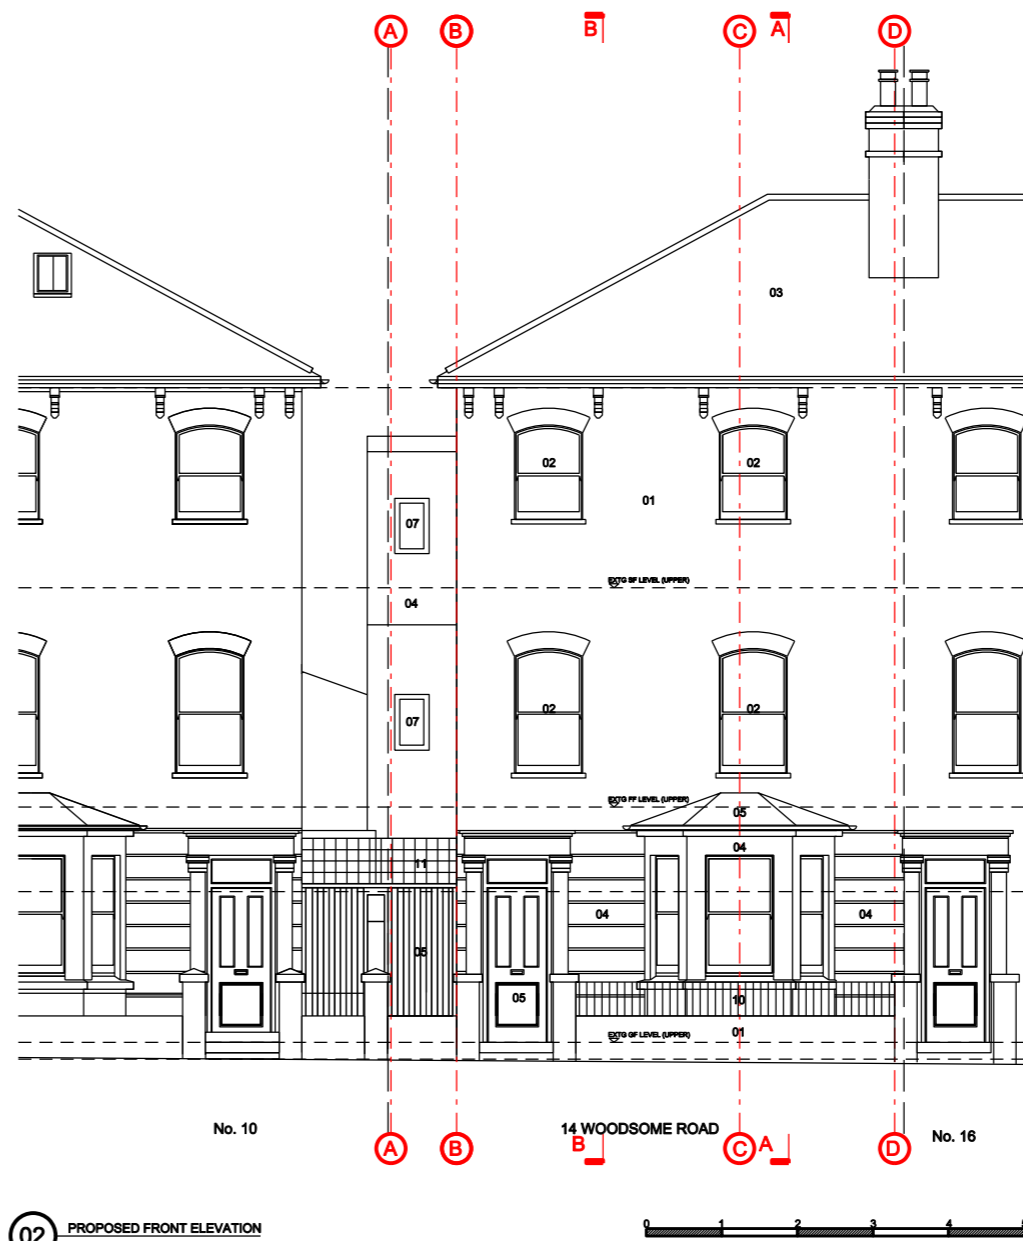 A B B C A D
03
02 02
01
07
EXTG SF LEVEL (UPPER)
04
02 02
07
EXTG FF LEVEL (UPPER)
05
04
11
04 04
05
05
10
01
EXTG GF LEVEL (UPPER)
No. 10 14 WOODSOME ROAD No. 16
A B B C A D
02 PROPOSED FRONT ELEVATION
0 1 2 3 4 5